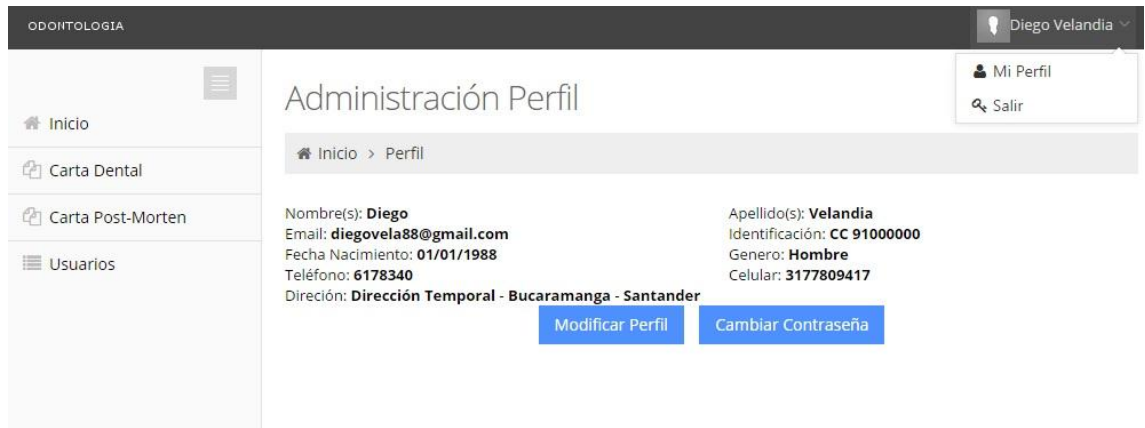 ODONTOLOGIA
Diego Velandia
Mi Perfil
Salir
Inicio
Carta Dental
Carta Post-Morten
Usuarios
Administración Perfil
Inicio > Perfil
Nombre(s): Diego
Apellido(s): Velandia
Email: diegovela88@gmail.com
Identificación: CC 91000000
Fecha Nacimiento: 01/01/1988
Genero: Hombre
Teléfono: 6178340
Celular: 3177809417
Direción: Dirección Temporal - Bucaramanga - Santander
Modificar Perfil
Cambiar Contraseña